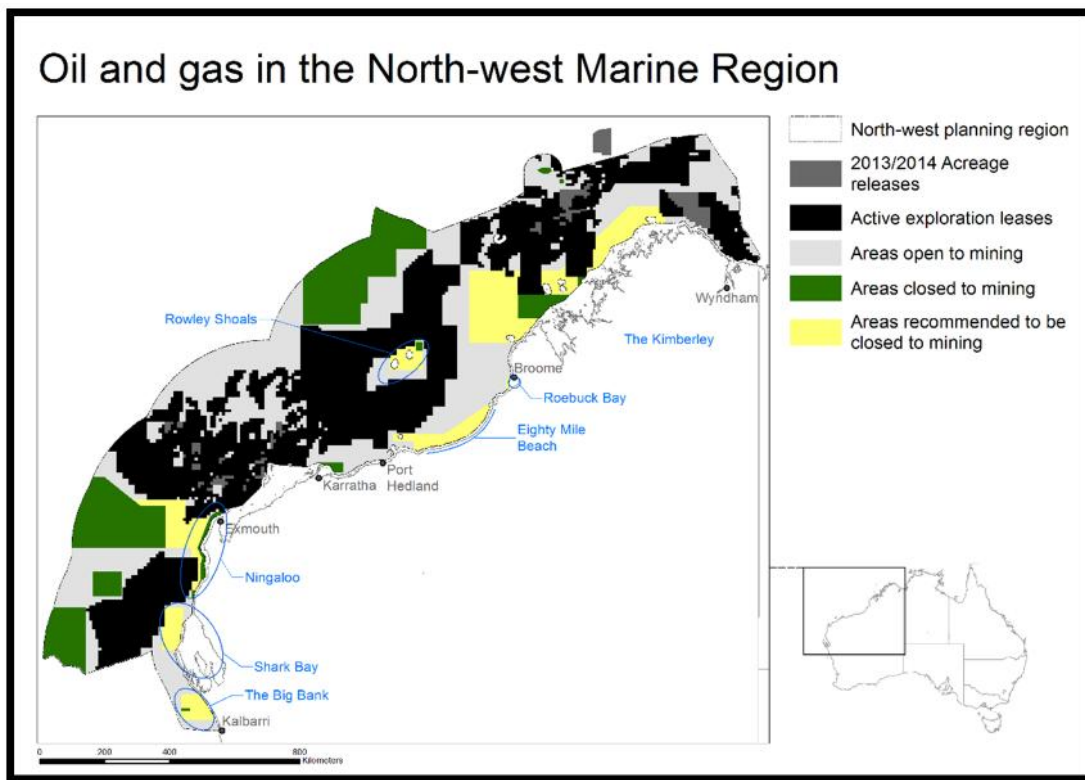 Oil and gas in the North-west Marine Region
North-west planning region
2013/2014 Acreage
releases
Active exploration leases
Areas open to mining
Areas closed to mining
Areas recommended to be
closed to mining
Wyndham
Rowley Shoals
The Kimberley
Broome
Roebuck Bay
Eighty Mile
Beach
Port
Hedland
Karratha
Exmouth
Ningaloo
Shark Bay
The Big Bank
Kalbarri
0 200 400 800
Kilometers